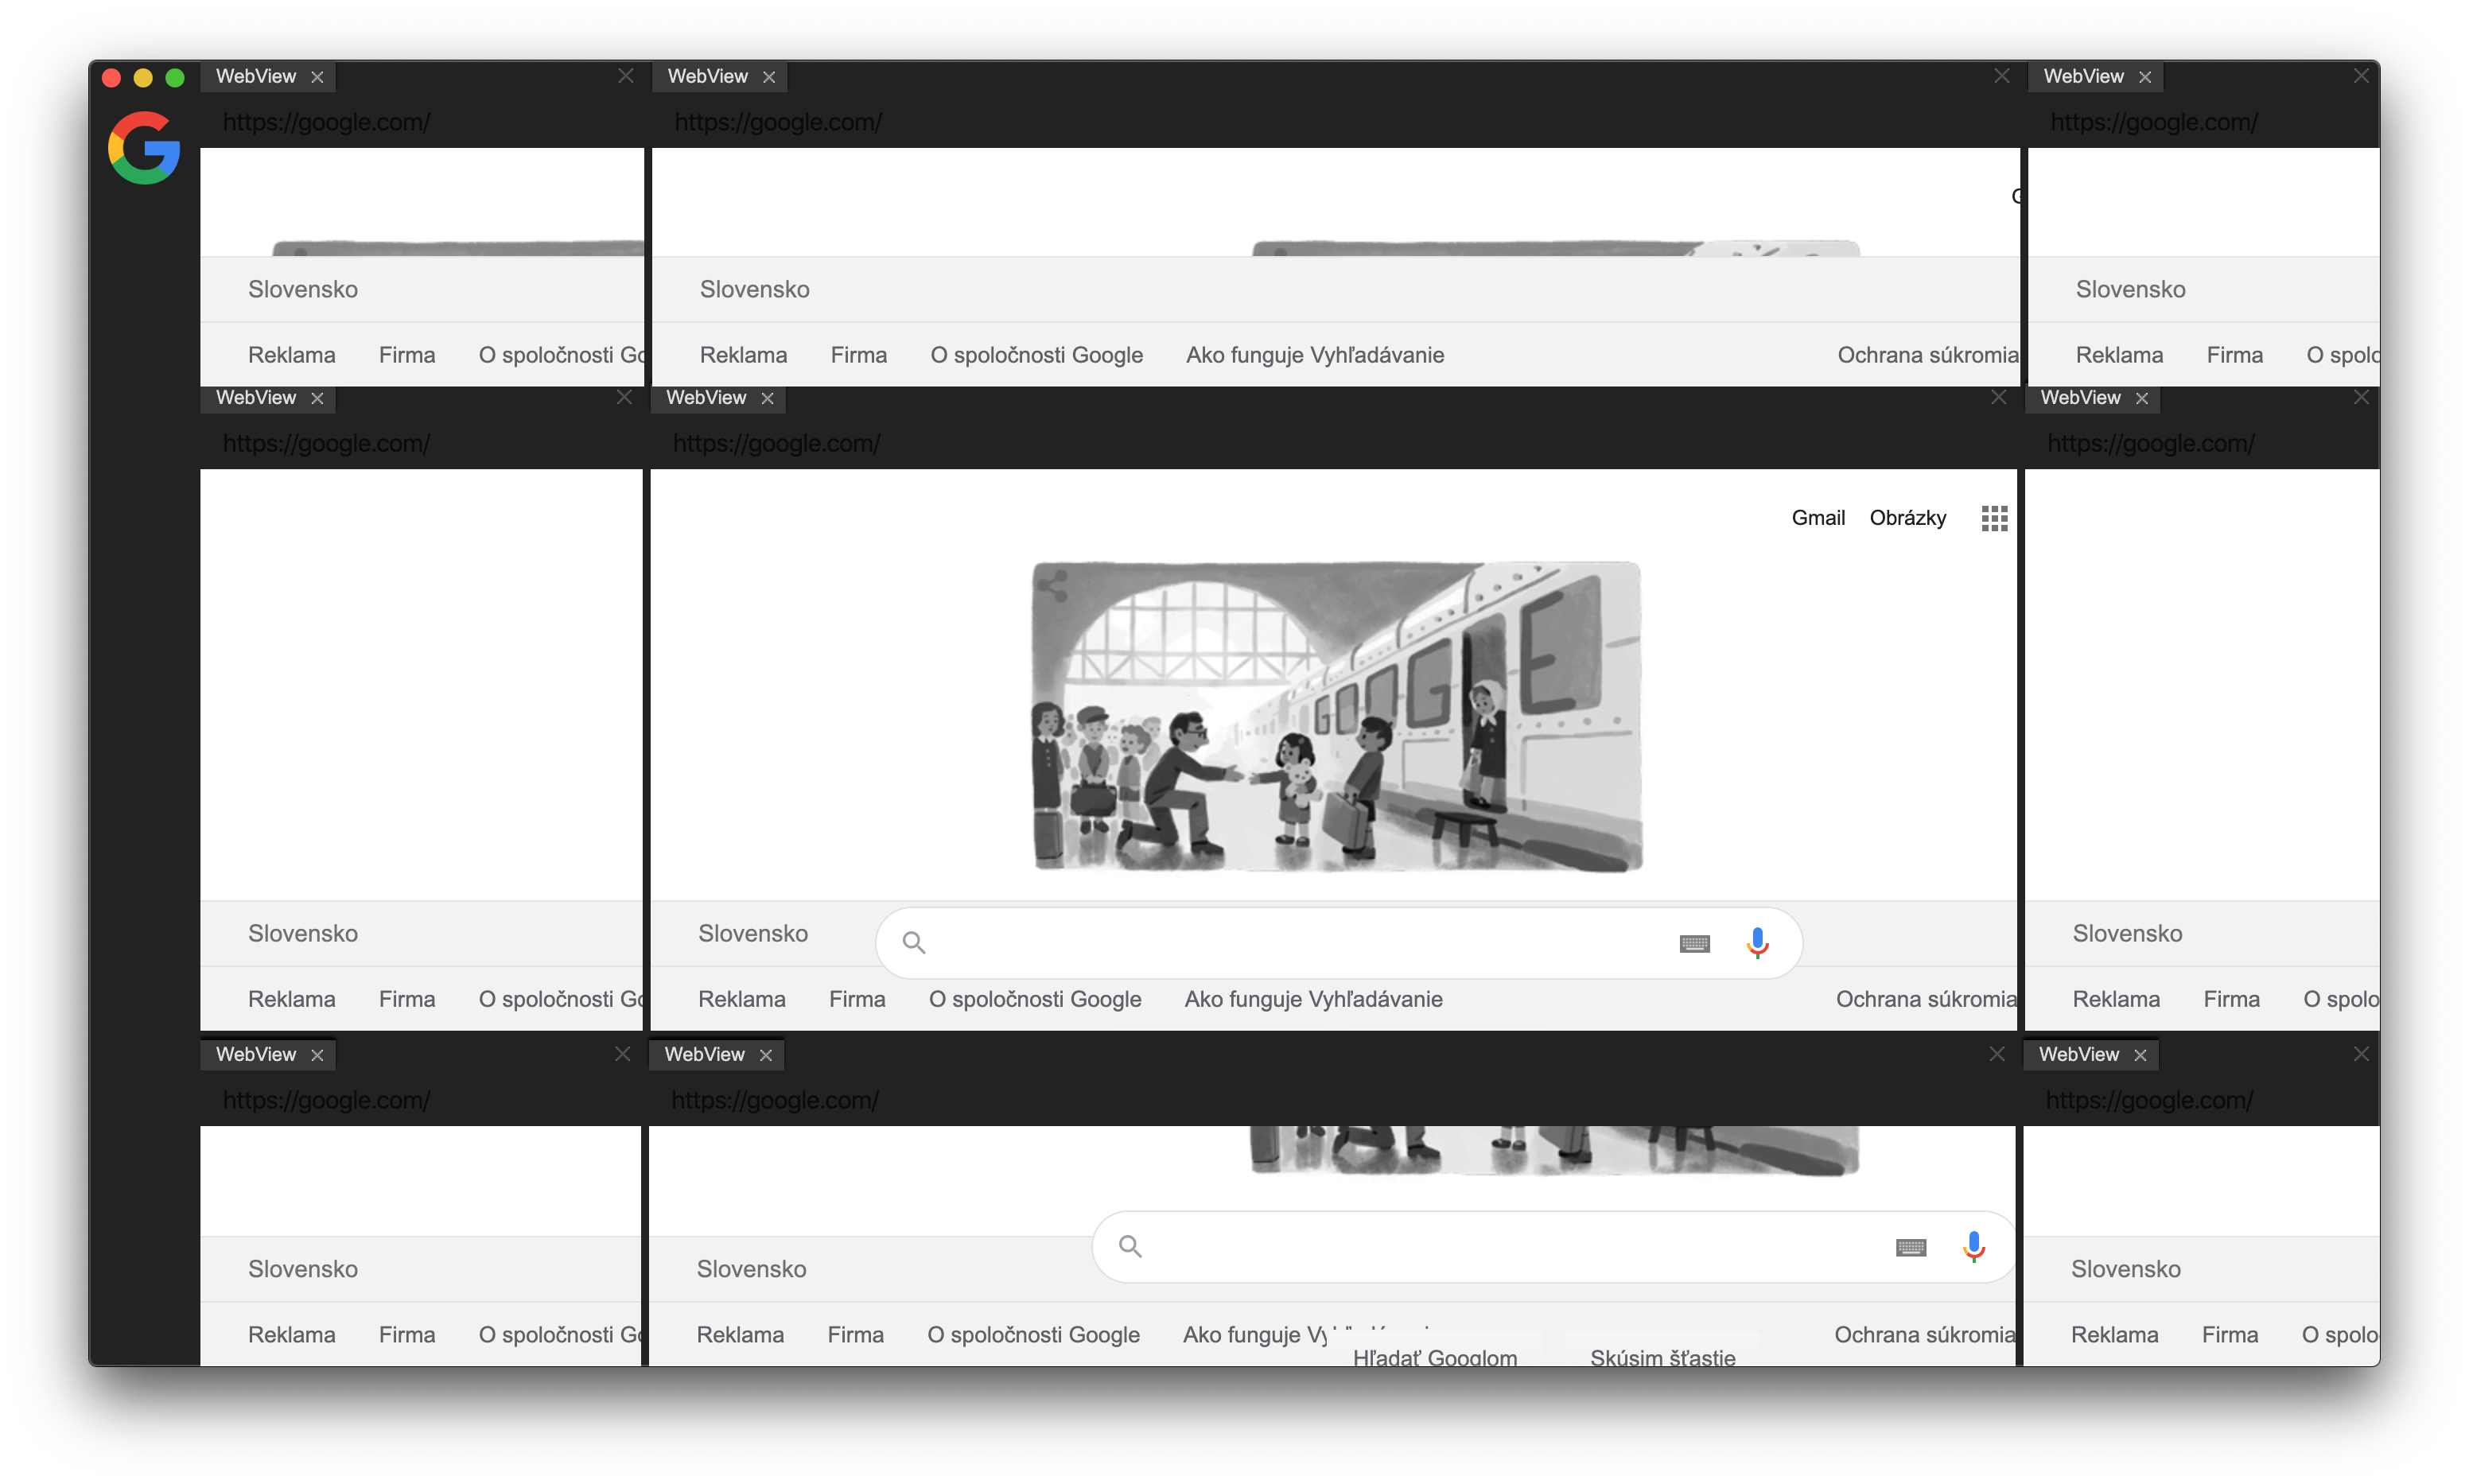 WebView WebView WebView
https://google.com/ https://google.com/ https://google.com/
Slovensko Slovensko Slovensko
Reklama Firma O spoločnosti Go Reklama Firma O spoločnosti Google Ako funguje Vyhľadávanie Ochrana súkromia Reklama Firma O spolo
WebView WebView WebView
https://google.com/ https://google.com/ https://google.com/
Gmail Obrázky
G G E
Slovensko Slovensko Slovensko
Reklama Firma O spoločnosti Go Reklama Firma O spoločnosti Google Ako funguje Vyhľadávanie Ochrana súkromia Reklama Firma O spolo
WebView WebView WebView
https://google.com/ https://google.com/ https://google.com/
Slovensko Slovensko Slovensko
Reklama Firma O spoločnosti Go Reklama Firma O spoločnosti Google Ako funguje Ochrana súkromia Reklama Firma O spolo
Hľadať Googlom Skúsim šťastie